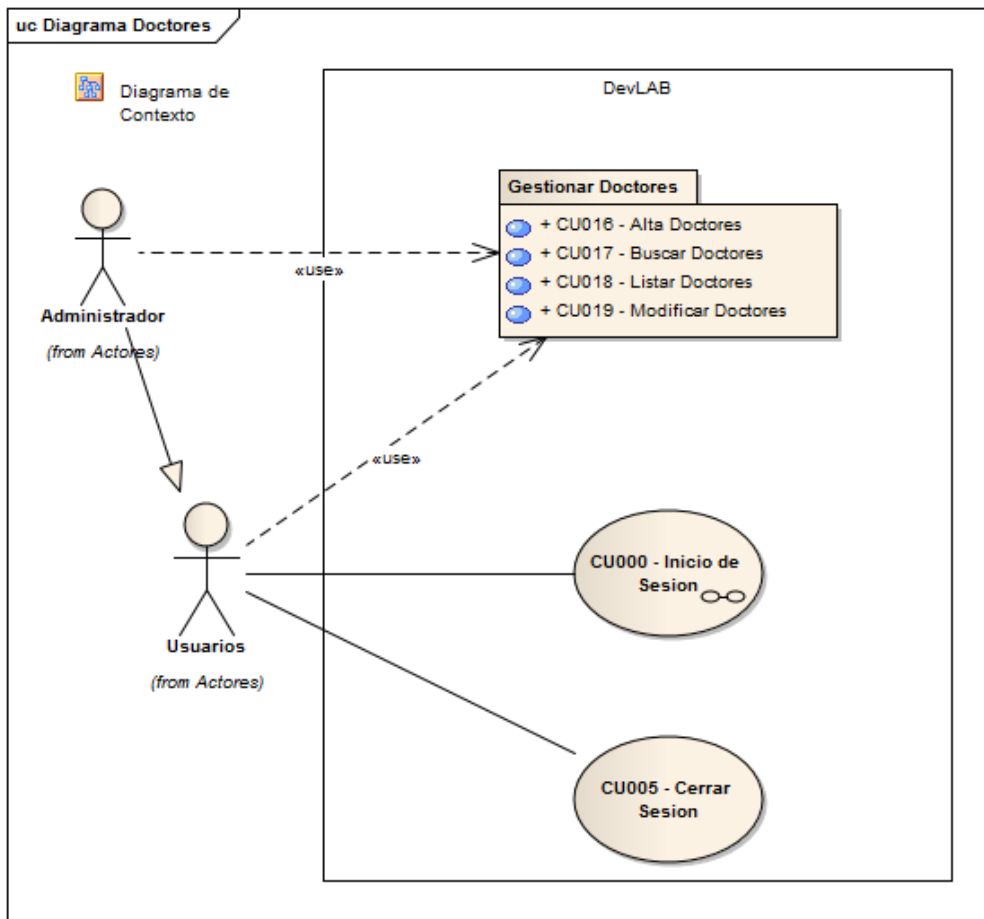 uc Diagrama Doctores
Diagrama de
Contexto
DevLAB
Gestionar Doctores
+ CU016 - Alta Doctores
+ CU017 - Buscar Doctores
+ CU018 - Listar Doctores
+ CU019 - Modificar Doctores
«use»
Administrador
(from Actores)
«use»
CU000 - Inicio de
Sesion
Usuarios
(from Actores)
CU005 - Cerrar
Sesion